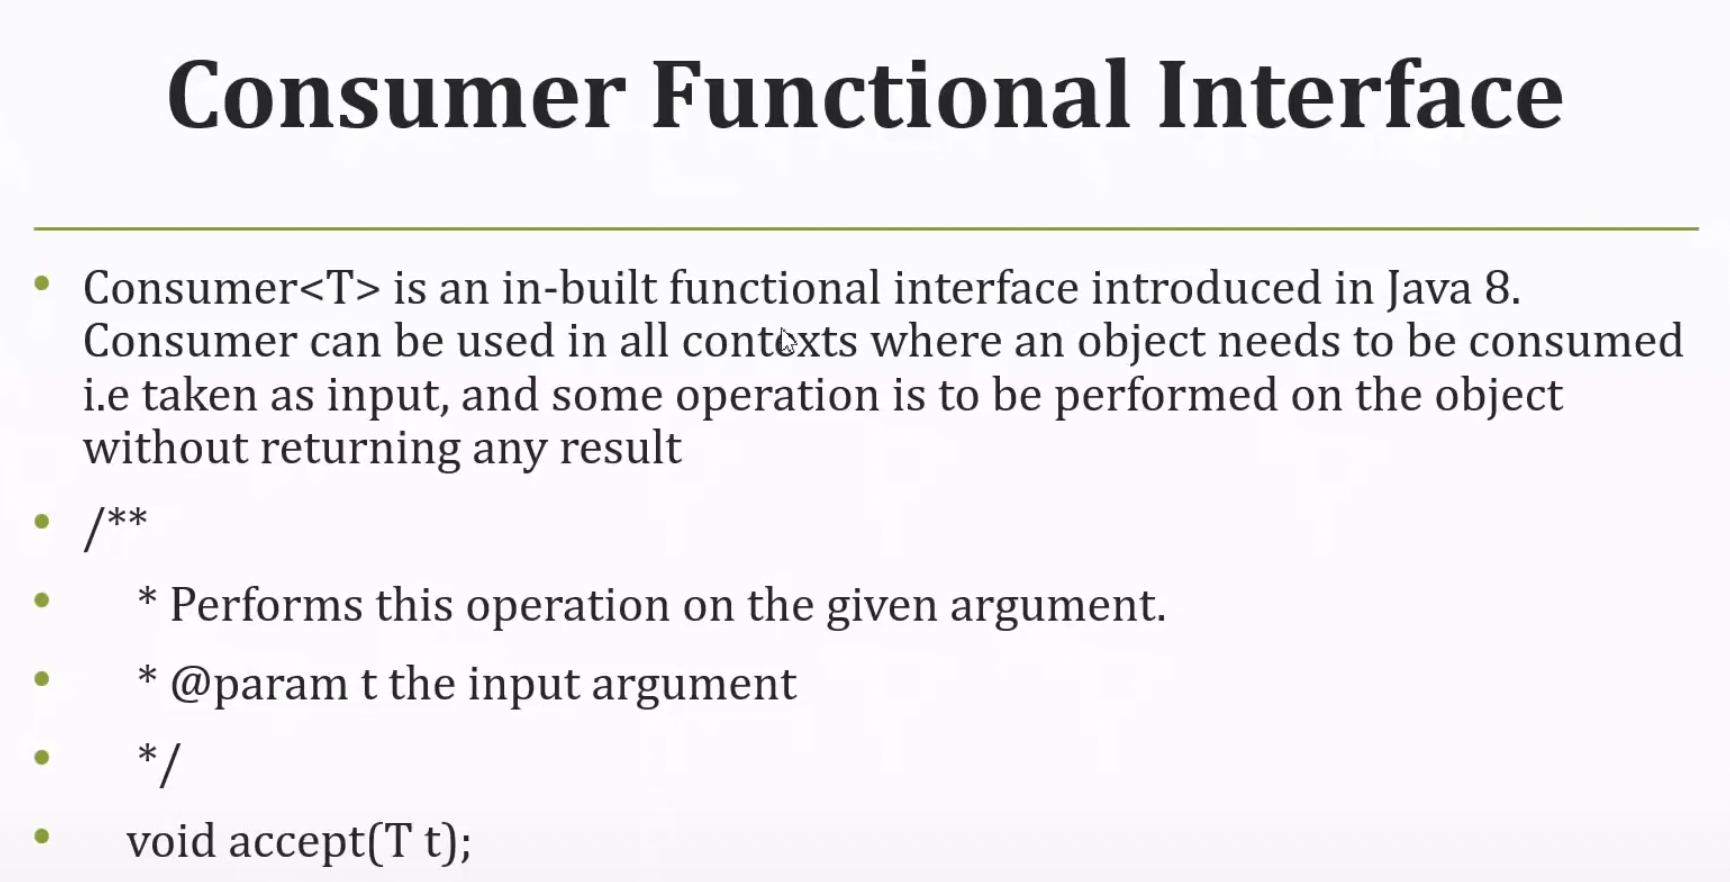 Consumer Functional Interface
• Consumer<T> is an in-built functional interface introduced in Java 8.
Consumer can be used in all contexts where an object needs to be consumed
i.e taken as input, and some operation is to be performed on the object
without returning any result
• /**
• * Performs this operation on the given argument.
• * @param t the input argument
• */
• void accept(T t);